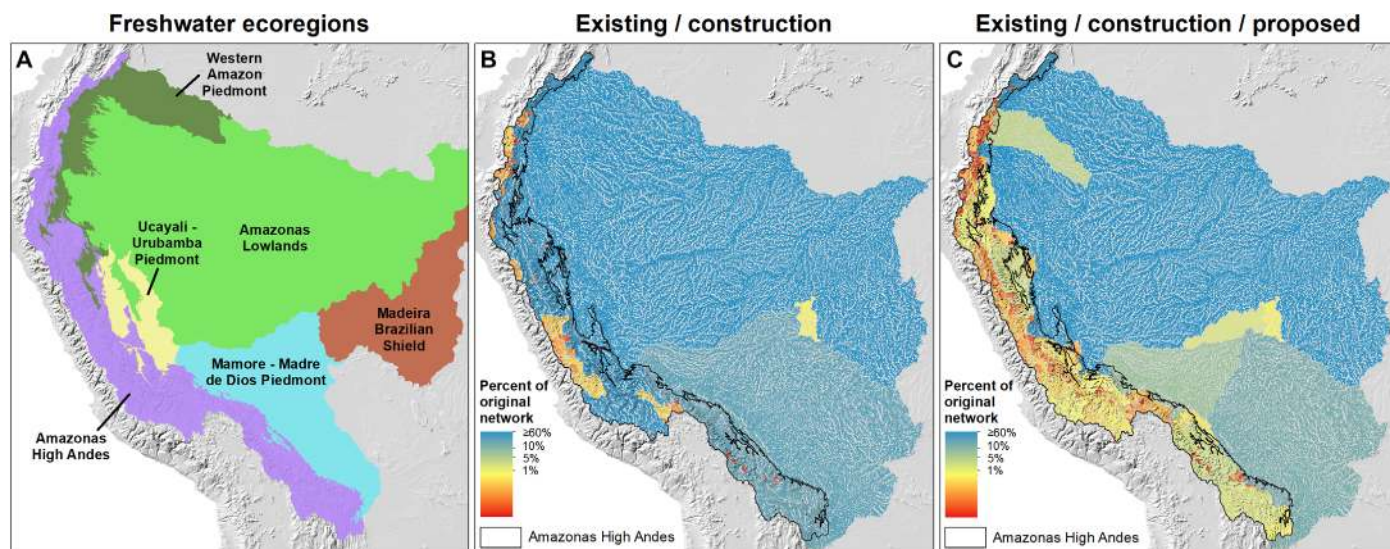 Freshwater ecoregions
Existing / construction
Existing / construction / proposed
A
Western
Amazon
Piedmont
Ucayali -
Urubamba
Piedmont
Amazonas
Lowlands
Madeira
Brazilian
Shield
Mamore - Madre
de Dios Piedmont
Amazonas
High Andes
B
Percent of
original
network
≥60%
10%
5%
1%
Amazonas High Andes
C
Percent of
original
network
≥60%
10%
5%
1%
Amazonas High Andes